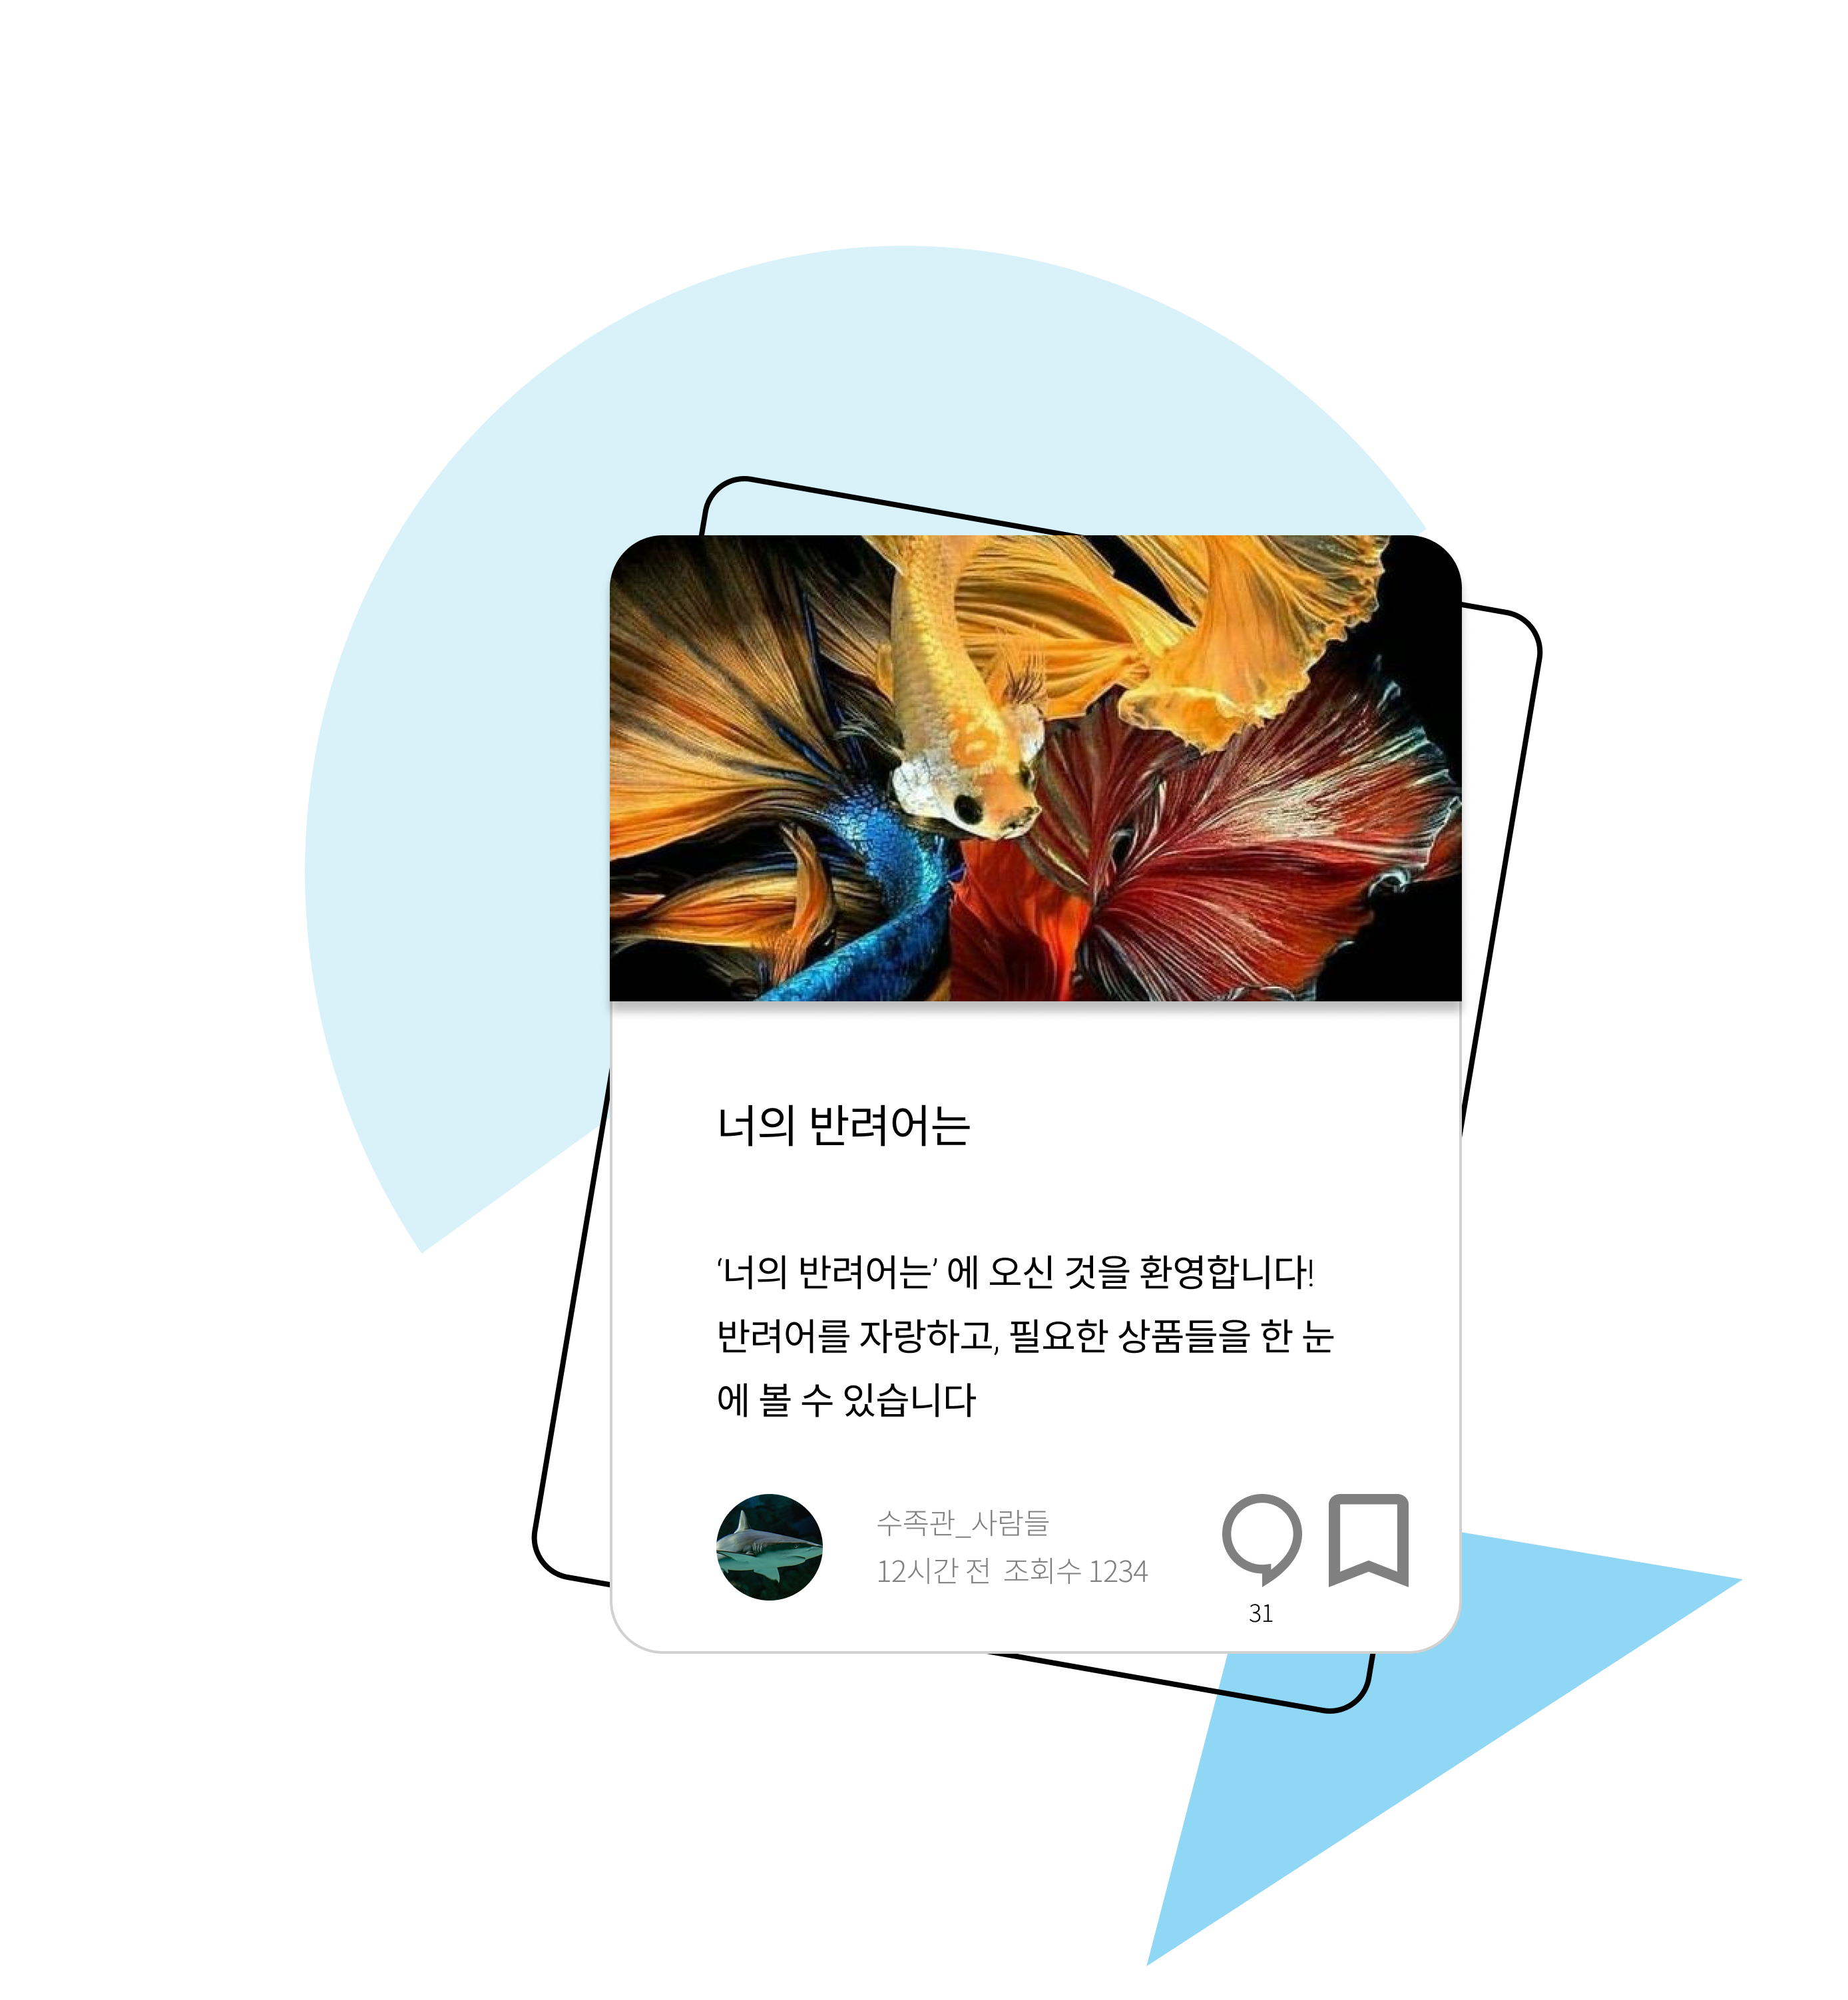 너의 반려어는
‘너의 반려어는’ 에 오신 것을 환영합니다!
반려어를 자랑하고, 필요한 상품들을 한 눈
에 볼 수 있습니다
수족관_사람들
12시간 전 조회수 1234
31